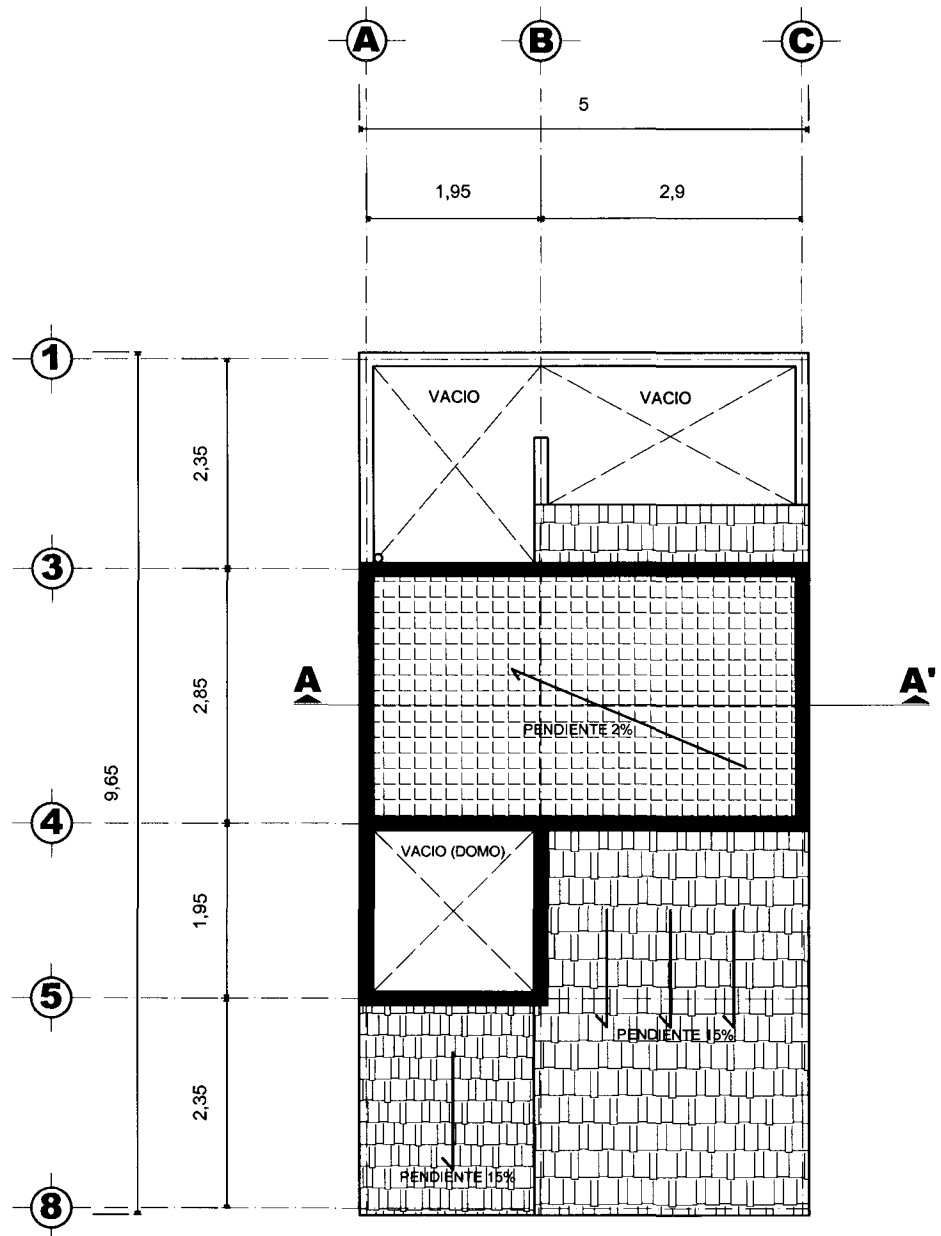 A B C
5
1,95 2,9
1
VACIO VACIO
2,35
3
A A'
2,85
PENDIENTE 2%
9,65
4
VACIO (DOMO)
1,95
5
PENDIENTE 15%
2,35
PENDIENTE 15%
8